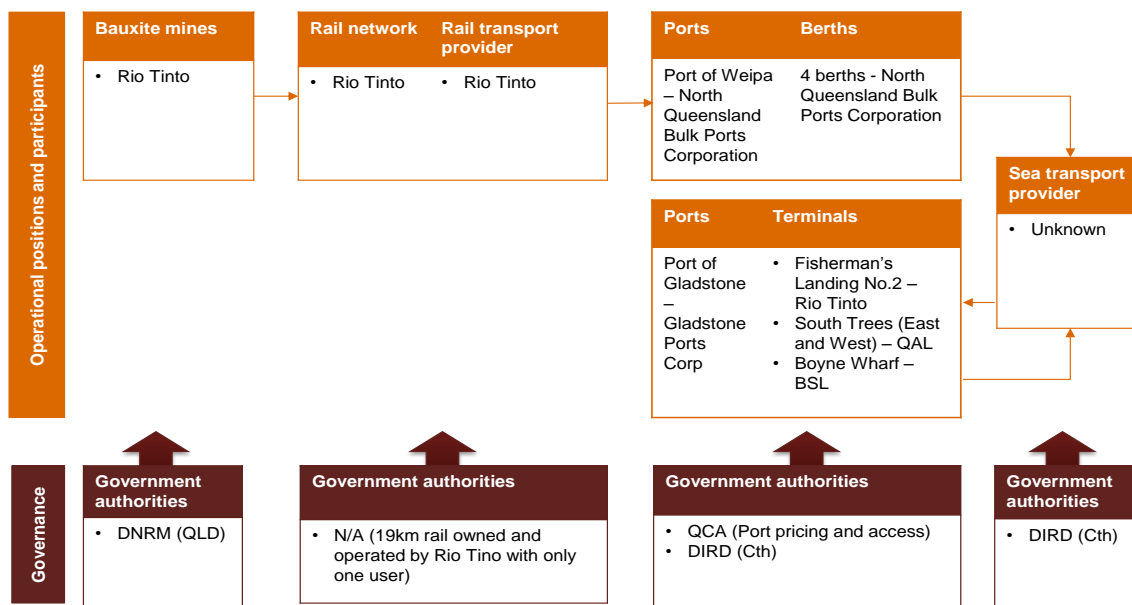 Operational positions and participants
Bauxite mines
• Rio Tinto
Rail network
• Rio Tinto
Rail transport
provider
• Rio Tinto
Ports
Port of Weipa
– North
Queensland
Bulk Ports
Corporation
Berths
4 berths - North
Queensland Bulk
Ports Corporation
Sea transport
provider
• Unknown
Ports
Port of
Gladstone
–
Gladstone
Ports
Corp
Terminals
• Fisherman’s
Landing No.2 –
Rio Tinto
• South Trees (East
and West) – QAL
• Boyne Wharf –
BSL
Governance
Government
authorities
• DNRM (QLD)
Government authorities
• N/A (19km rail owned and
operated by Rio Tino with only
one user)
Government authorities
• QCA (Port pricing and access)
• DIRD (Cth)
Government
authorities
• DIRD (Cth)